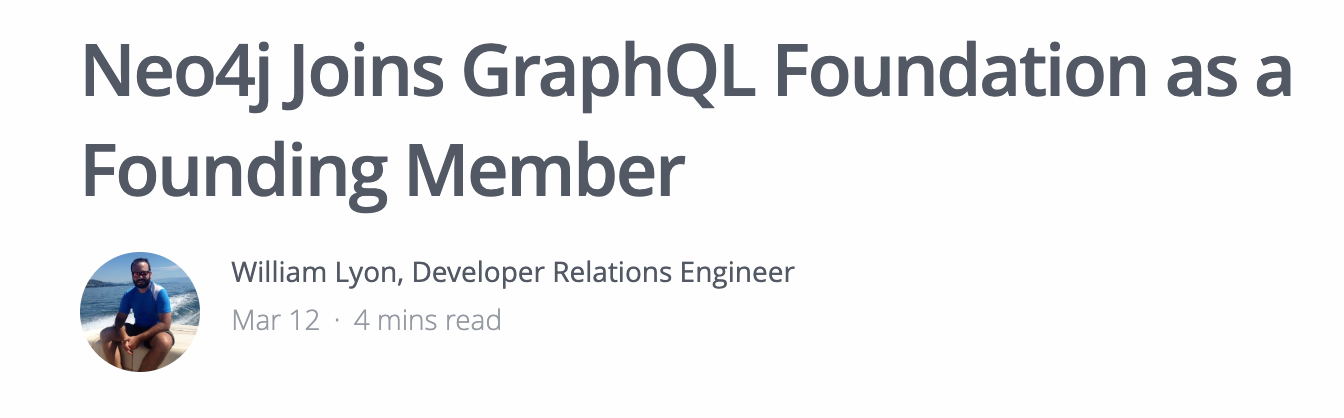 Neo4j Joins GraphQL Foundation as a
Founding Member
William Lyon, Developer Relations Engineer
Mar 12 · 4 mins read